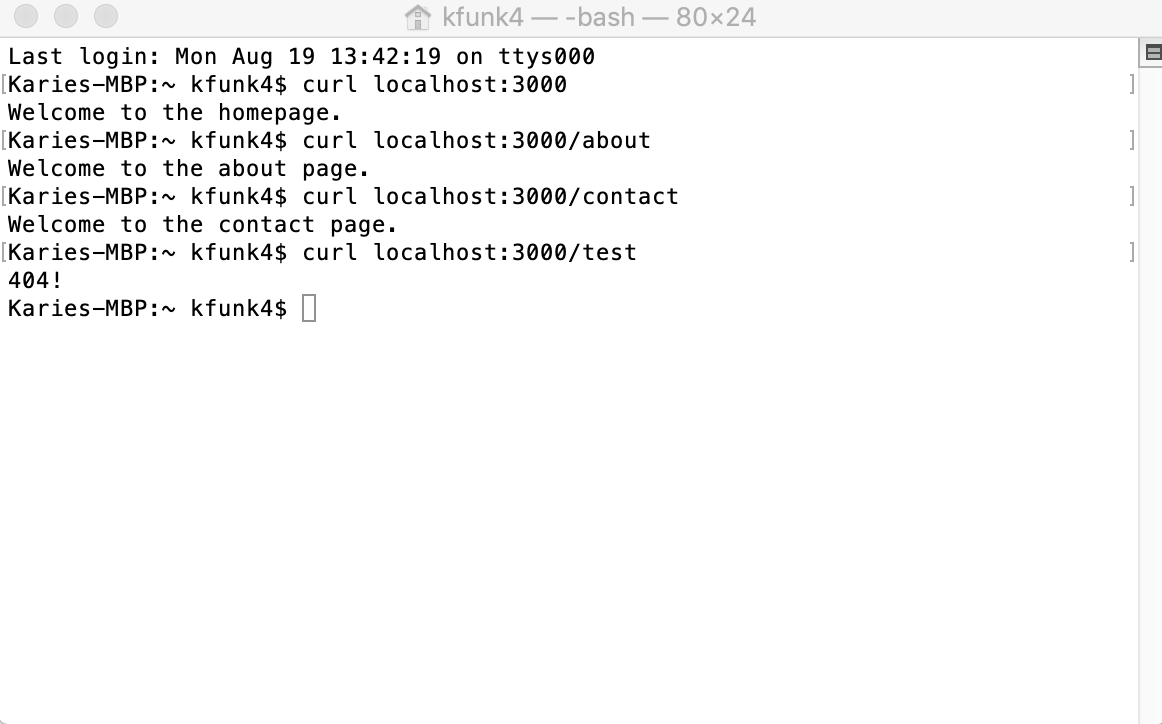 kfunk4 — -bash — 80×24
Last login: Mon Aug 19 13:42:19 on ttys000
[Karies-MBP:~ kfunk4$ curl localhost:3000 ]
Welcome to the homepage.
[Karies-MBP:~ kfunk4$ curl localhost:3000/about ]
Welcome to the about page.
[Karies-MBP:~ kfunk4$ curl localhost:3000/contact ]
Welcome to the contact page.
[Karies-MBP:~ kfunk4$ curl localhost:3000/test ]
404!
Karies-MBP:~ kfunk4$